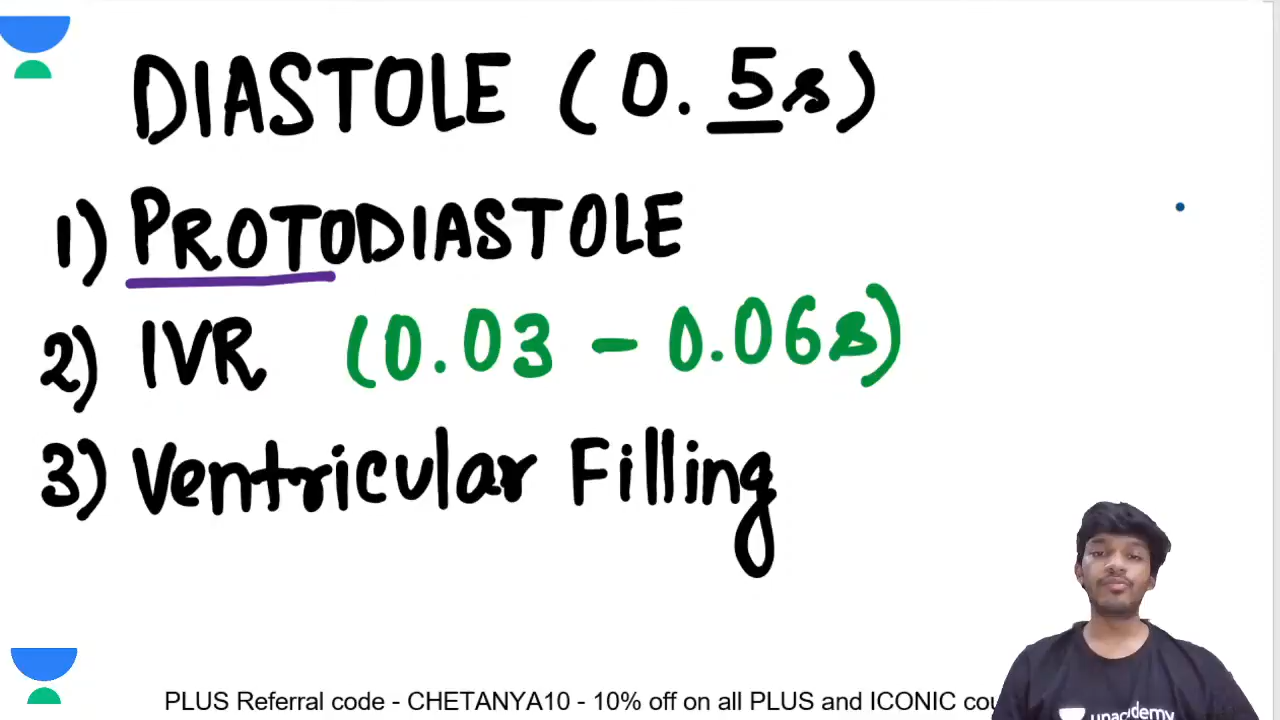 DIASTOLE (0.5s)
1) PROTODIASTOLE
2) IVR (0.03 - 0.06s)
3) Ventricular Filling
PLUS Referral code - CHETANYA10 - 10% off on all PLUS and ICONIC cou
unacademy